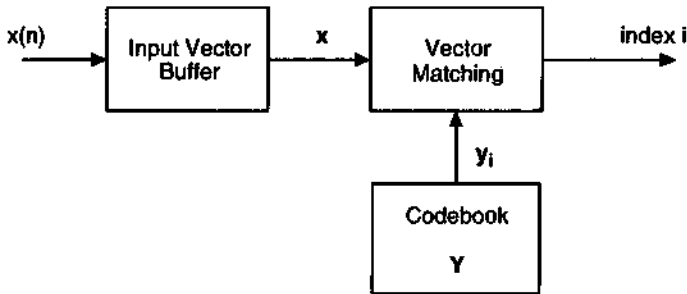 x(n)
Input Vector
Buffer
x
Vector
Matching
index i
yi
Codebook
Y